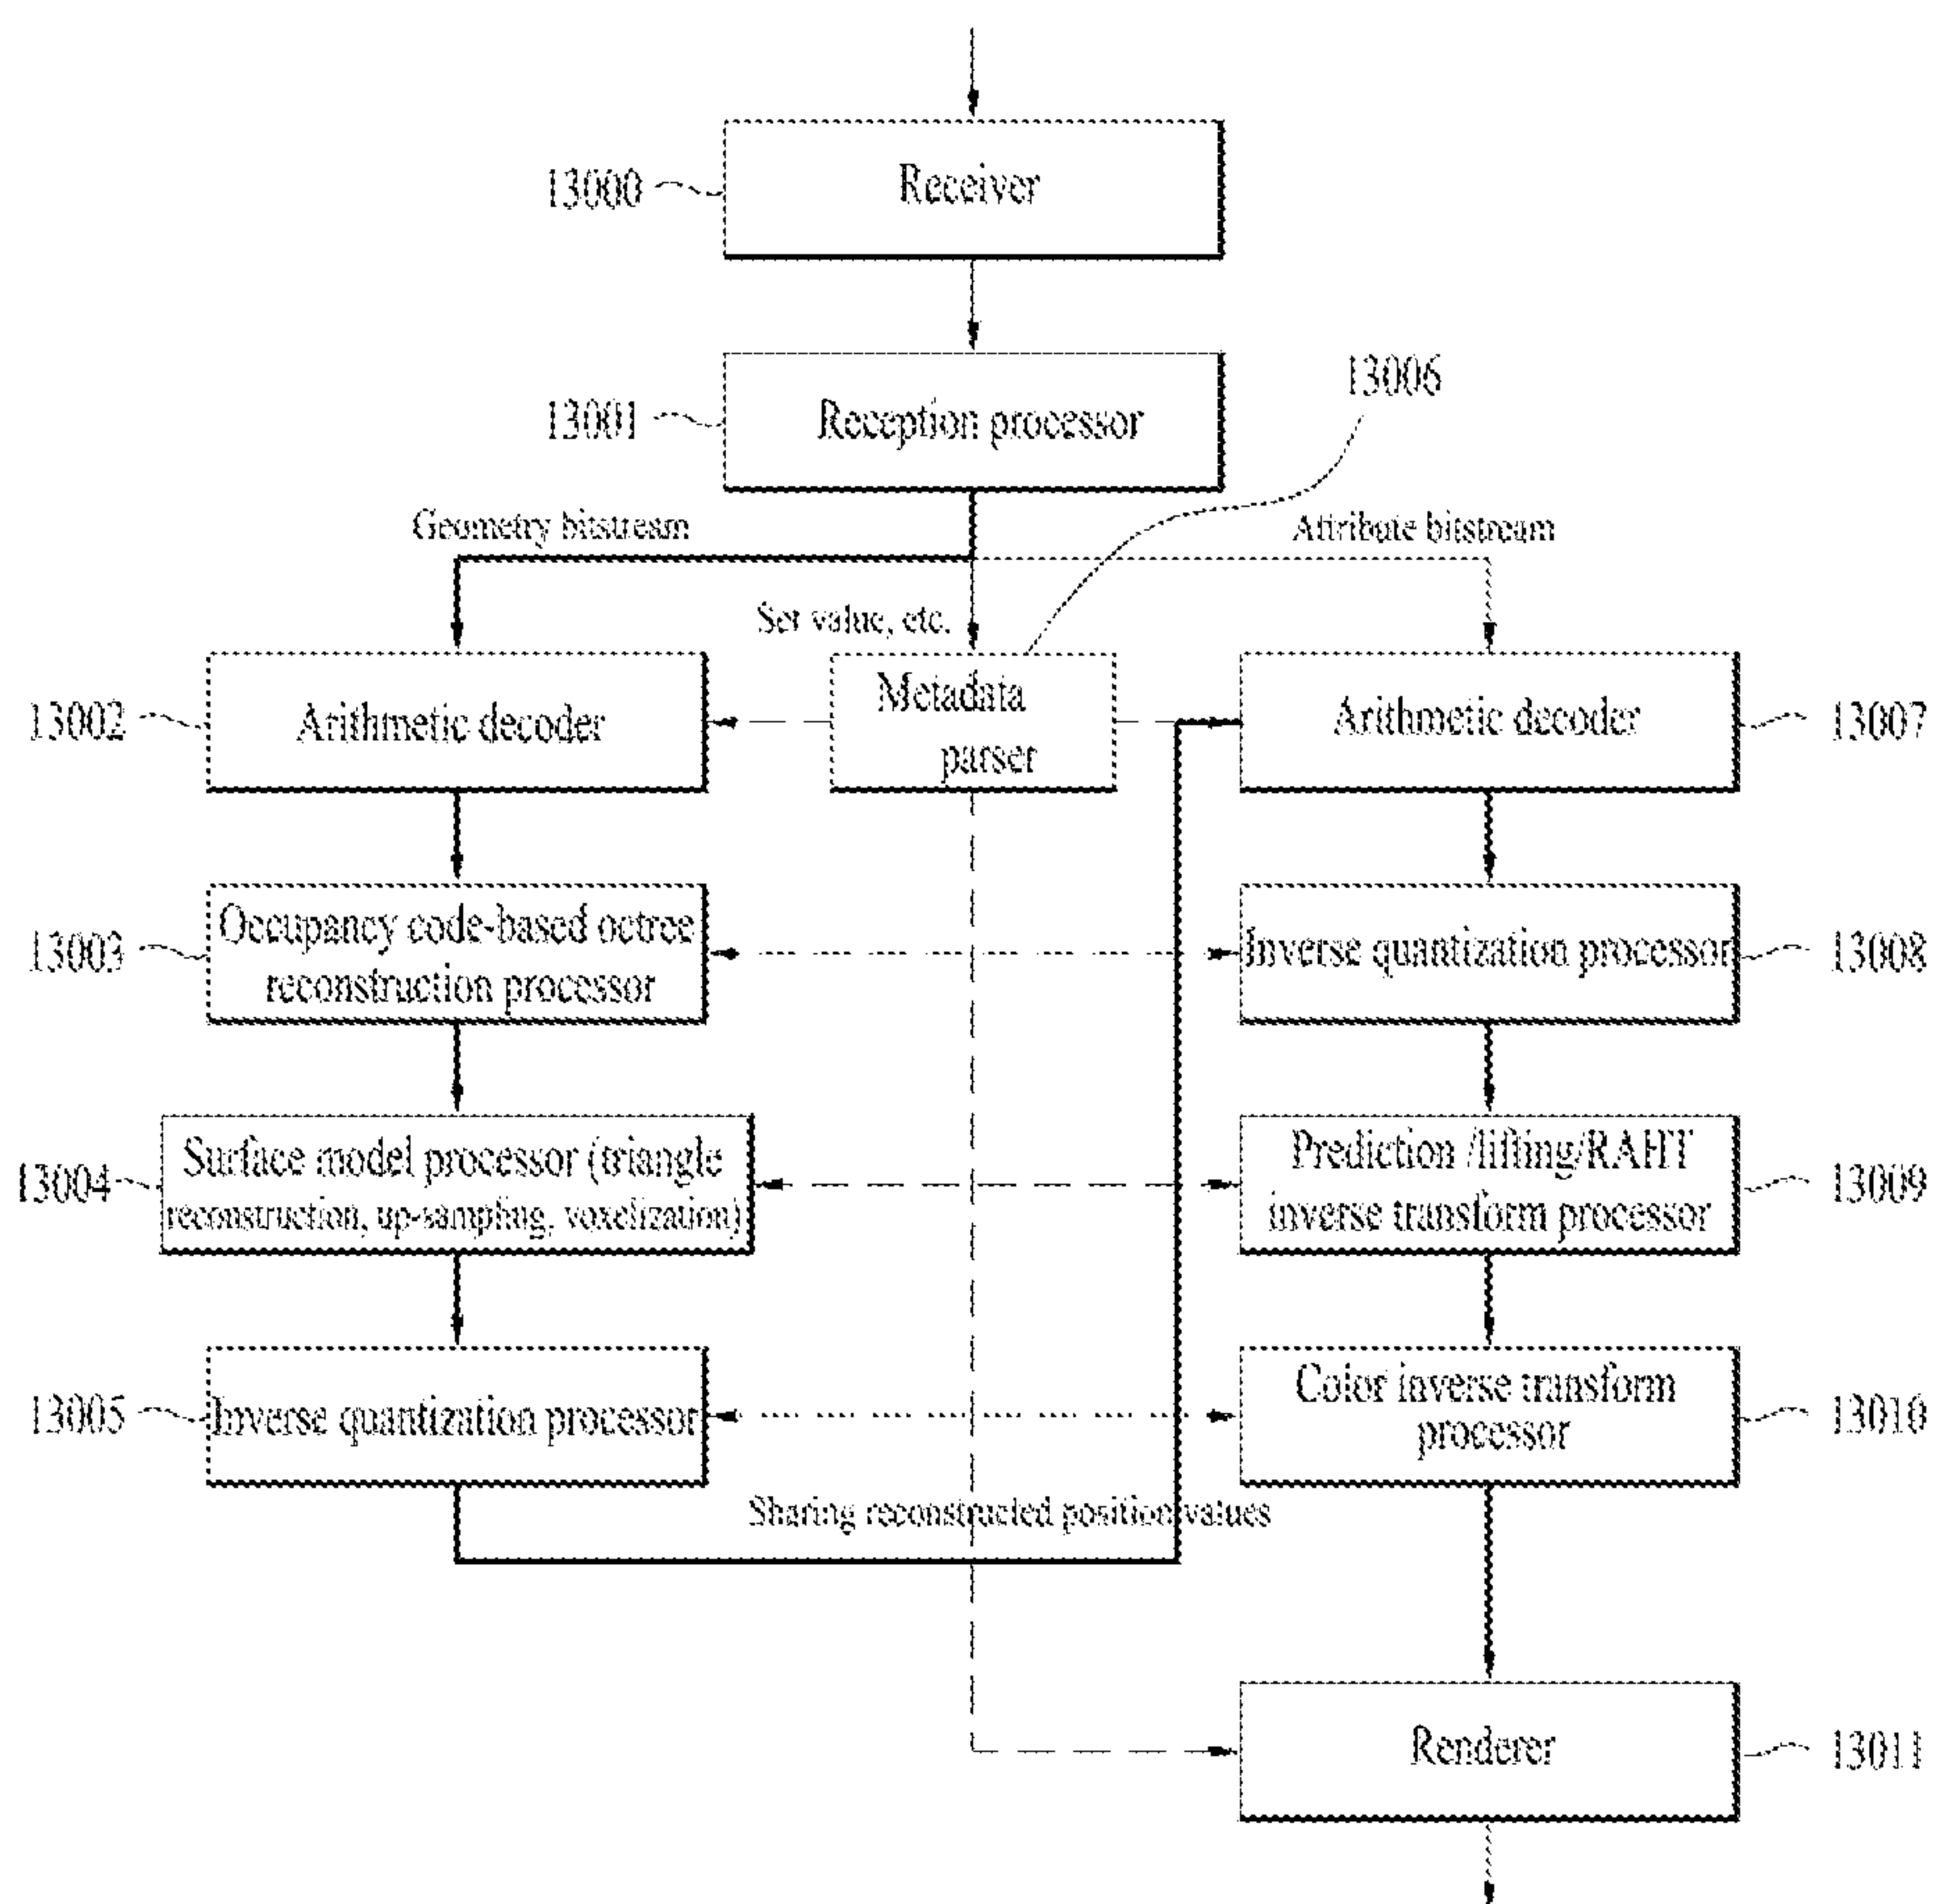 13000
Receiver
13001
Reception processor
13006
Geometry bitstream
Attribute bitstream
Set value, etc.
13002
Arithmetic decoder
Metadata
parser
Arithmetic decoder
13007
13003
Occupancy code-based octree
reconstruction processor
Inverse quantization processor
13008
13004
Surface model processor (triangle
reconstruction, up-sampling, voxelization)
Prediction /lifting/RAHT
inverse transform processor
13009
13005
Inverse quantization processor
Color inverse transform
processor
13010
Sharing reconstructed position values
Renderer
13011